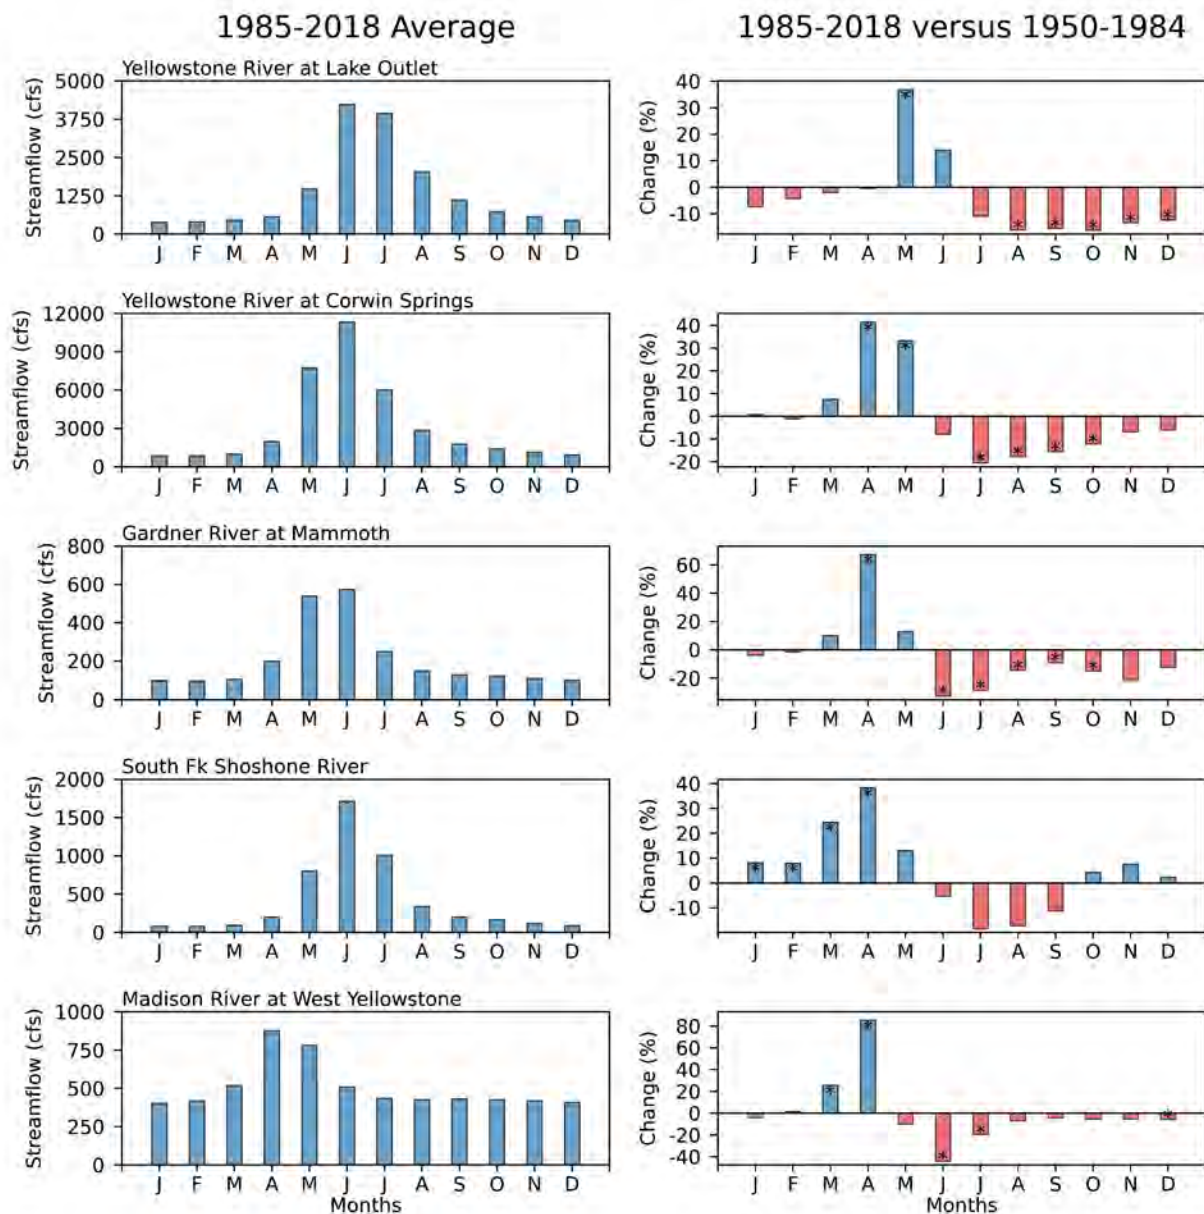 1985-2018 Average
1985-2018 versus 1950-1984
Yellowstone River at Lake Outlet
Streamflow (cfs)
5000
3750
2500
1250
0
J F M A M J J A S O N D
Change (%)
40
30
20
10
0
-10
* * * * * *
J F M A M J J A S O N D
Yellowstone River at Corwin Springs
Streamflow (cfs)
12000
9000
6000
3000
0
J F M A M J J A S O N D
Change (%)
40
30
20
10
0
-10
-20
* * * * * *
J F M A M J J A S O N D
Gardner River at Mammoth
Streamflow (cfs)
800
600
400
200
0
J F M A M J J A S O N D
Change (%)
60
40
20
0
-20
* * * * * *
J F M A M J J A S O N D
South Fk Shoshone River
Streamflow (cfs)
2000
1500
1000
500
0
J F M A M J J A S O N D
Change (%)
40
30
20
10
0
-10
* * * *
J F M A M J J A S O N D
Madison River at West Yellowstone
Streamflow (cfs)
1000
750
500
250
0
J F M A M J J A S O N D
Months
Change (%)
80
60
40
20
0
-20
-40
* * * * *
J F M A M J J A S O N D
Months